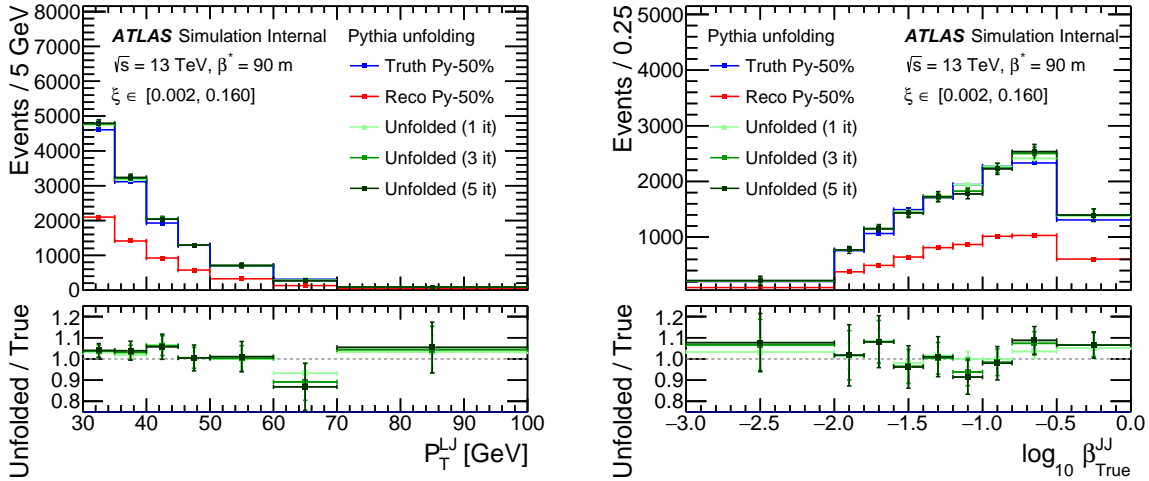 Events / 5 GeV
8000
7000
6000
5000
4000
3000
2000
1000
0
ATLAS Simulation Internal
√s = 13 TeV, β* = 90 m
ξ ∈ [0.002, 0.160]
Pythia unfolding
Truth Py-50%
Reco Py-50%
Unfolded (1 it)
Unfolded (3 it)
Unfolded (5 it)
Unfolded / True
1.2
1.1
1.0
0.9
0.8
30 40 50 60 70 80 90 100
P_T^LJ [GeV]
Events / 0.25
5000
4000
3000
2000
1000
Pythia unfolding
Truth Py-50%
Reco Py-50%
Unfolded (1 it)
Unfolded (3 it)
Unfolded (5 it)
ATLAS Simulation Internal
√s = 13 TeV, β* = 90 m
ξ ∈ [0.002, 0.160]
Unfolded / True
1.2
1.1
1.0
0.9
0.8
−3.0 −2.5 −2.0 −1.5 −1.0 −0.5 0.0
log_10 β_True^JJ